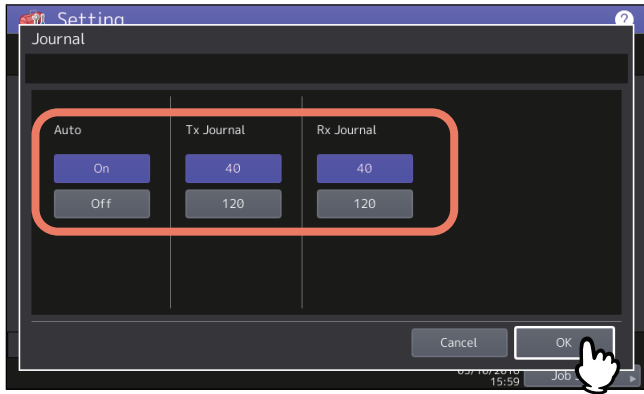 Setting ?
Journal
Auto Tx Journal Rx Journal
On 40 40
Off 120 120
Cancel OK
15:59 Job